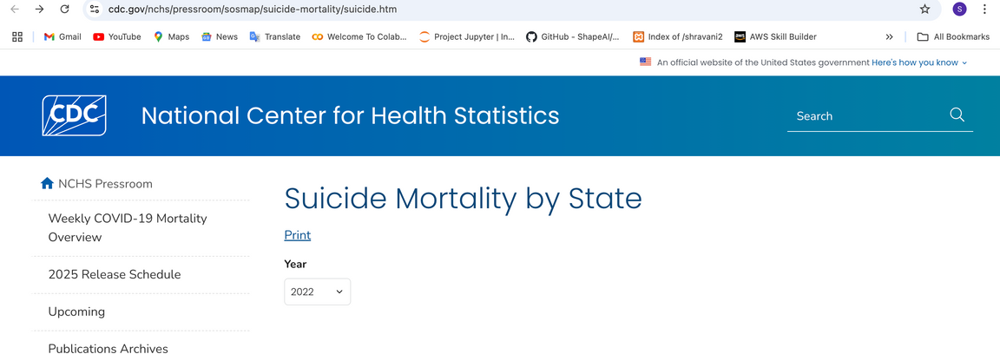 cdc.gov/nchs/pressroom/sosmap/suicide-mortality/suicide.htm
S
Gmail YouTube Maps News Translate Welcome To Colab... Project Jupyter | In... GitHub - ShapeAI/... Index of /shravani2 aws AWS Skill Builder » All Bookmarks
An official website of the United States government Here's how you know
CDC National Center for Health Statistics Search
NCHS Pressroom
Weekly COVID-19 Mortality
Overview
2025 Release Schedule
Upcoming
Publications Archives
Suicide Mortality by State
Print
Year
2022